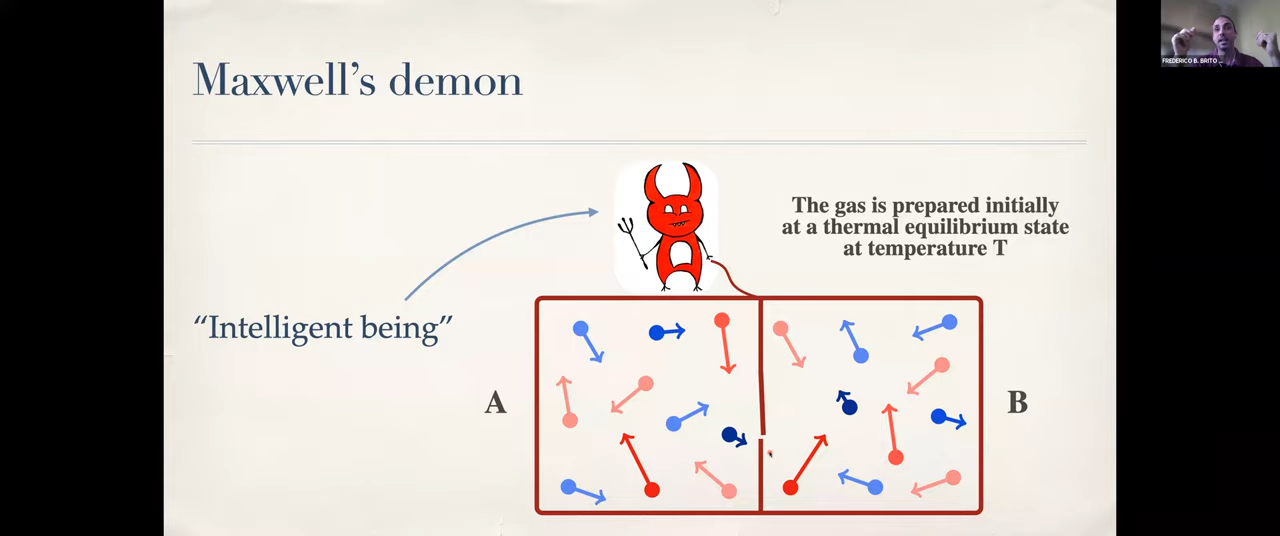 Maxwell's demon
FREDERICO B. BRITO ...
The gas is prepared initially
at a thermal equilibrium state
at temperature T
“Intelligent being”
A
B